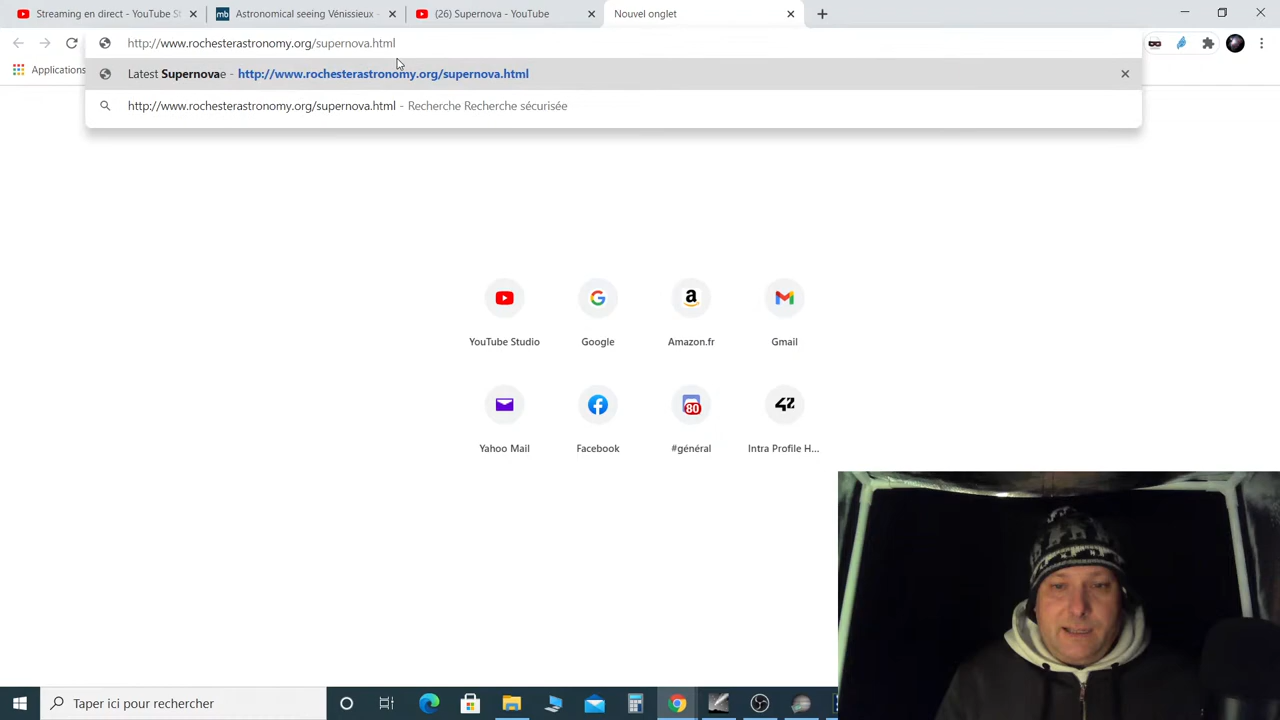 Streaming en direct - YouTube St
Astronomical seeing Vénissieux -
(26) Supernova - YouTube
Nouvel onglet
http://www.rochesterastronomy.org/supernova.html
Applications
Latest Supernovae - http://www.rochesterastronomy.org/supernova.html
http://www.rochesterastronomy.org/supernova.html - Recherche Recherche sécurisée
YouTube Studio
Google
Amazon.fr
Gmail
80
Yahoo Mail
Facebook
#général
Intra Profile H...
Taper ici pour rechercher